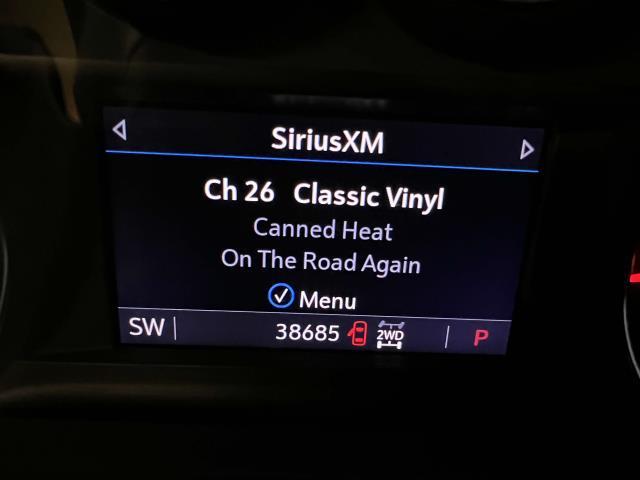 SiriusXM
Ch 26 Classic Vinyl
Canned Heat
On The Road Again
Menu
SW 38685 2WD P